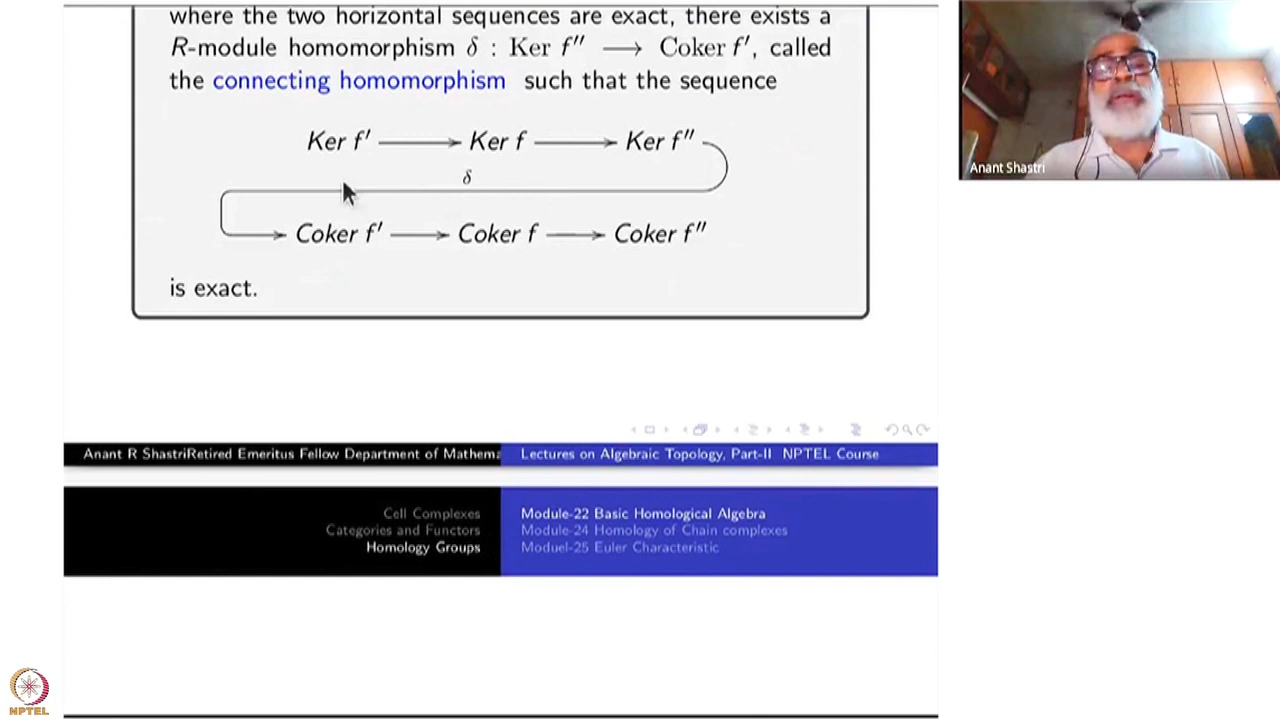 where the two horizontal sequences are exact, there exists a
R-module homomorphism δ : Ker f″ ⟶ Coker f′, called
the connecting homomorphism such that the sequence
Ker f′ Ker f Ker f″
δ
Coker f′ Coker f Coker f″
is exact.
Anant Shastri
Anant R ShastriRetired Emeritus Fellow Department of Mathema Lectures on Algebraic Topology, Part-II NPTEL Course
Cell Complexes Module-22 Basic Homological Algebra
Categories and Functors Module-24 Homology of Chain complexes
Homology Groups Moduel-25 Euler Characteristic
NPTEL